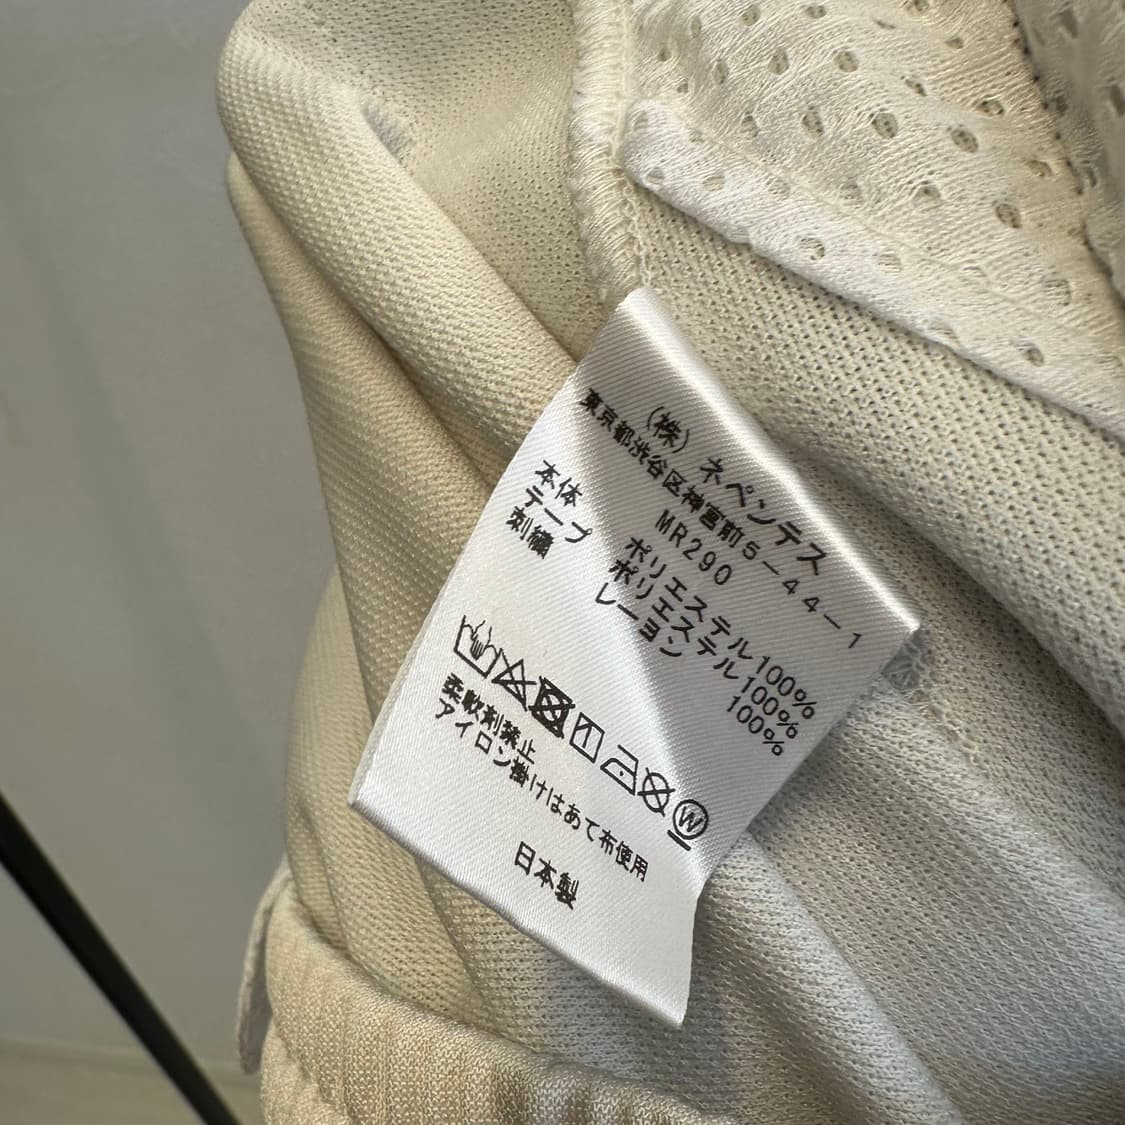 (株) ネペンテス
東京都渋谷区神宮前5-44-1
MR290
本体 ポリエステル100%
テープ ポリエステル100%
刺繍 レーヨン 100%
W
柔軟剤禁止
アイロン掛けはあて布使用
日本製